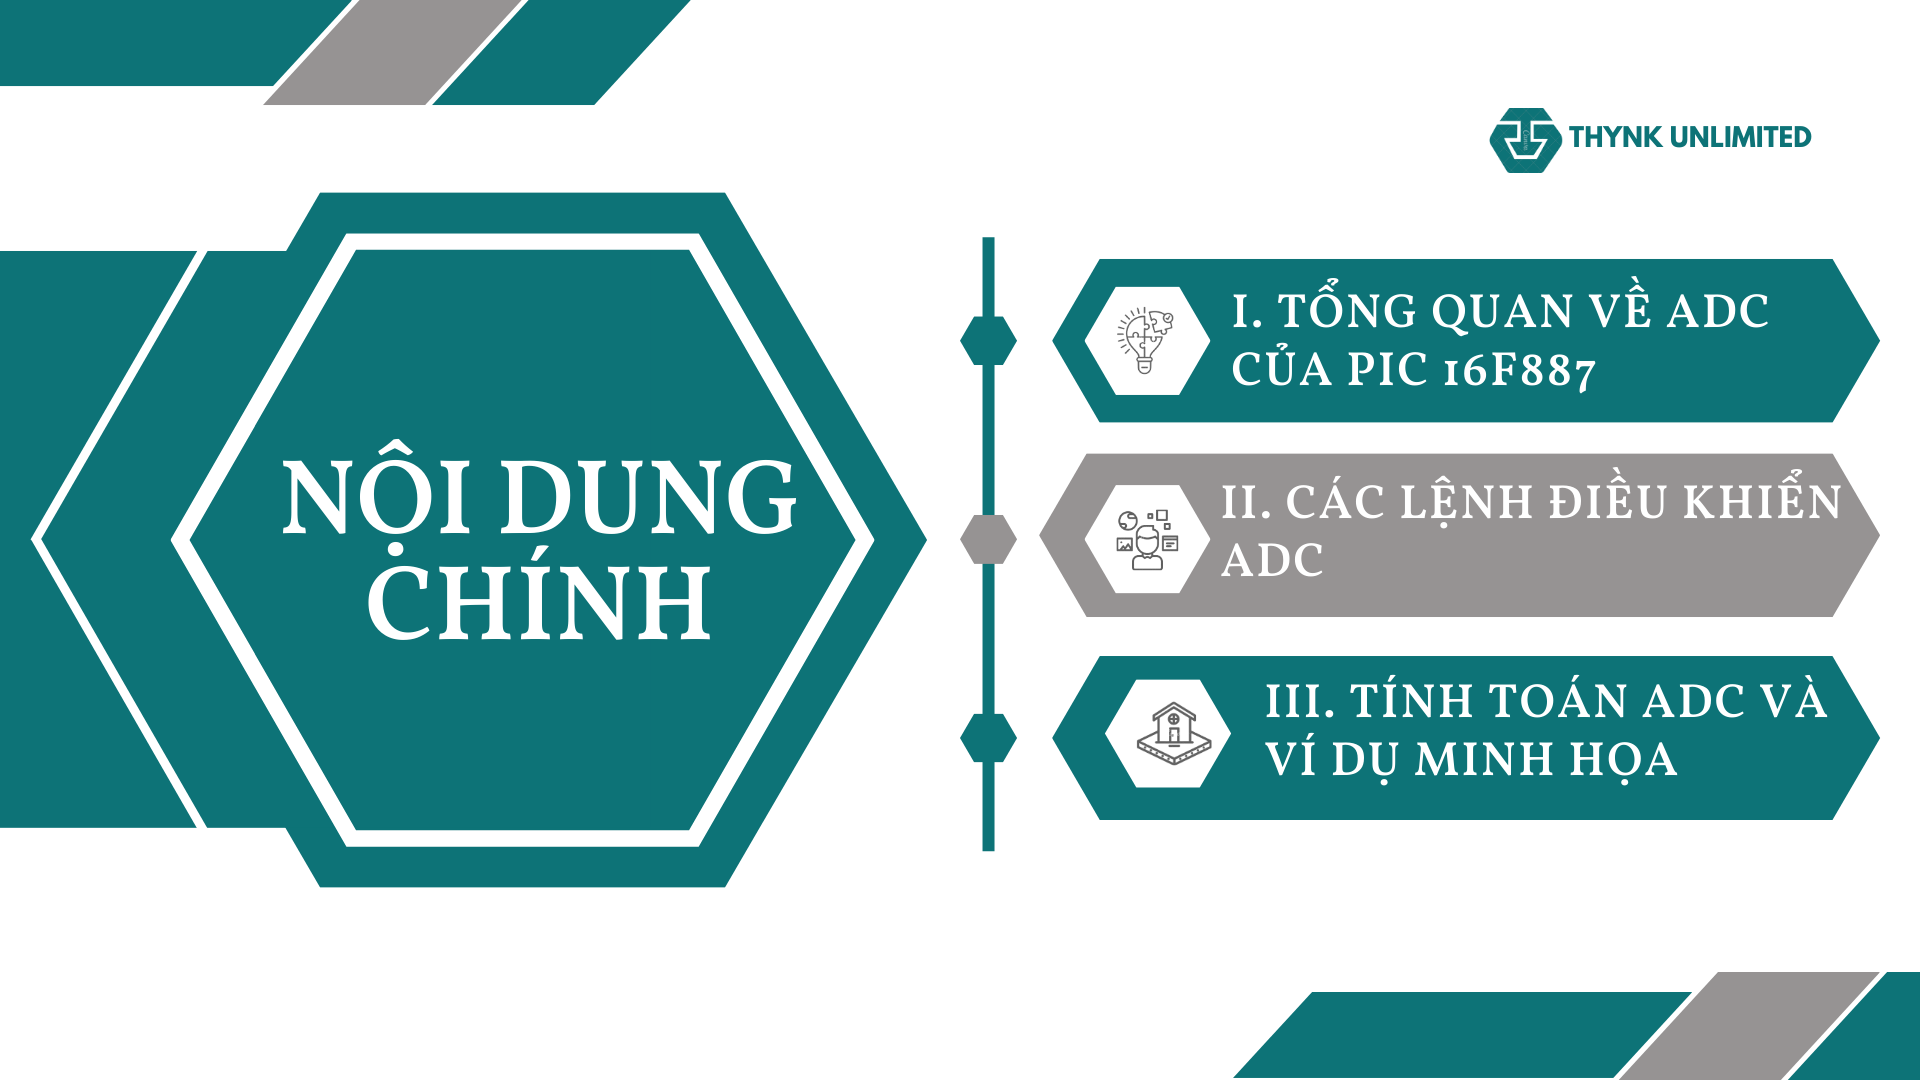 THYNK UNLIMITED
NỘI DUNG
CHÍNH
I. TỔNG QUAN VỀ ADC
CỦA PIC 16F887
II. CÁC LỆNH ĐIỀU KHIỂN
ADC
III. TÍNH TOÁN ADC VÀ
VÍ DỤ MINH HỌA